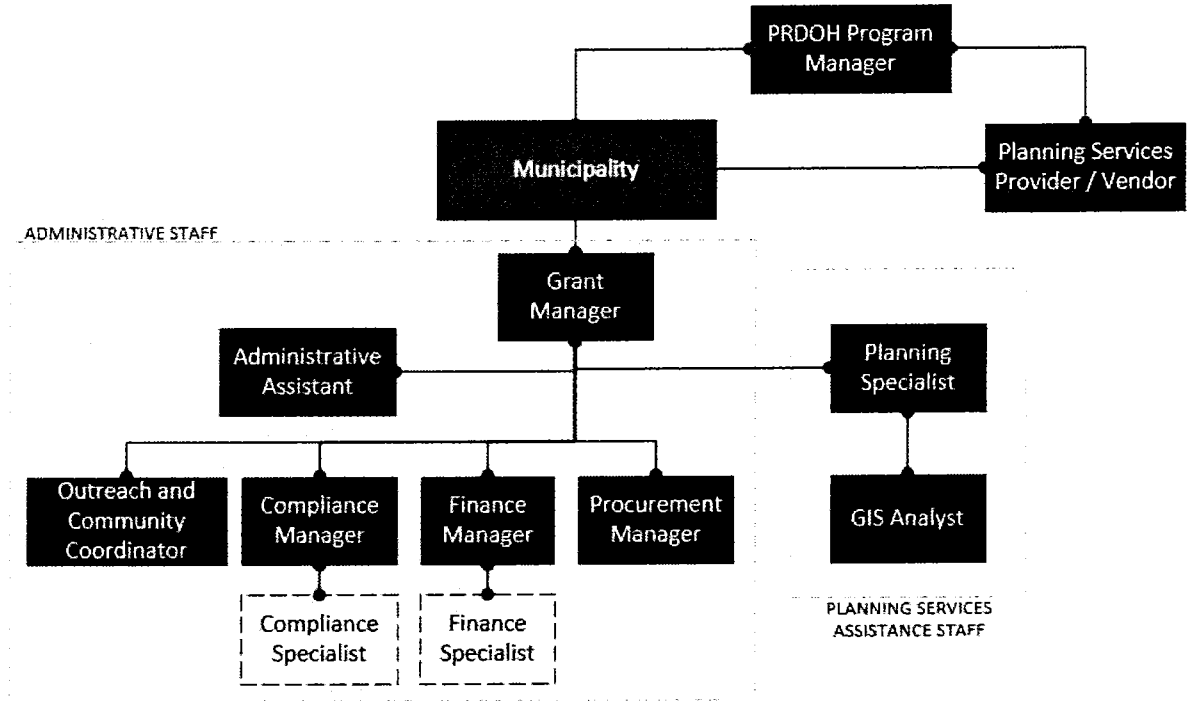 PRDOH Program
Manager
Municipality
Planning Services
Provider / Vendor
ADMINISTRATIVE STAFF
Grant
Manager
Administrative
Assistant
Planning
Specialist
Outreach and
Community
Coordinator
Compliance
Manager
Finance
Manager
Procurement
Manager
GIS Analyst
Compliance
Specialist
Finance
Specialist
PLANNING SERVICES
ASSISTANCE STAFF